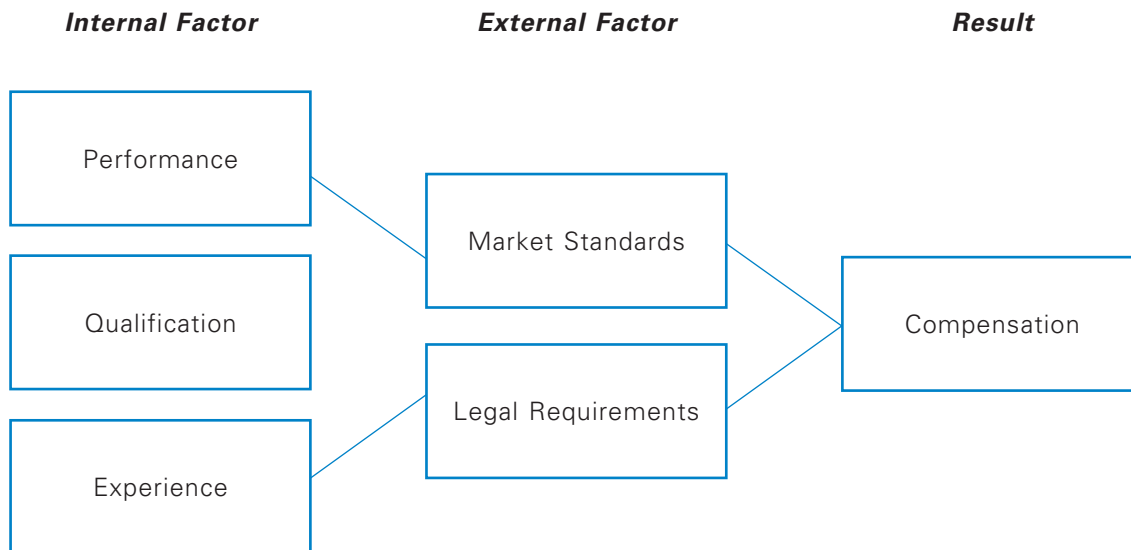 Internal Factor
External Factor
Result
Performance
Qualification
Experience
Market Standards
Legal Requirements
Compensation